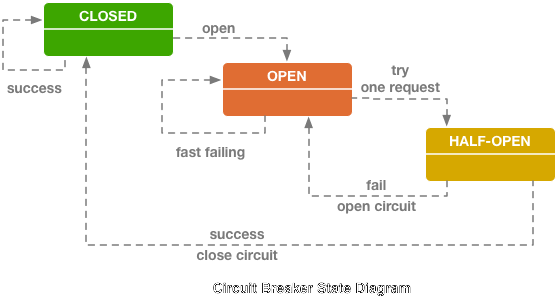 CLOSED
open
success
OPEN
try
one request
fast failing
HALF-OPEN
fail
open circuit
success
close circuit
Circuit Breaker State Diagram